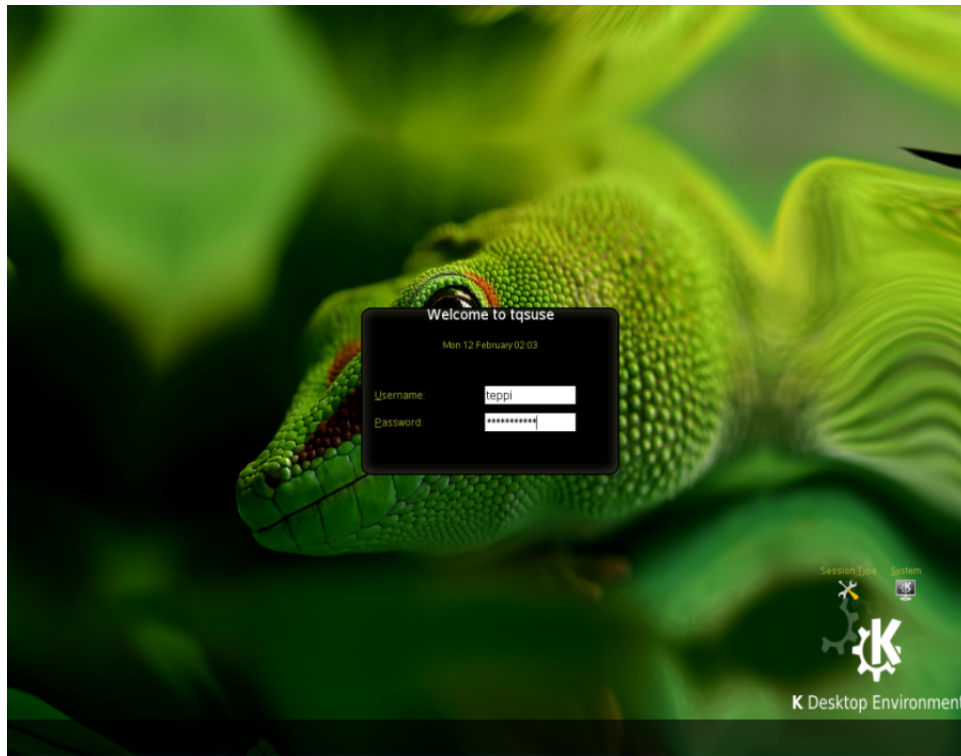 Welcome to tqsuse
Mon 12 February 02:03
Username:
teppi
Password:
***********
Session Type
System
K
K Desktop Environment